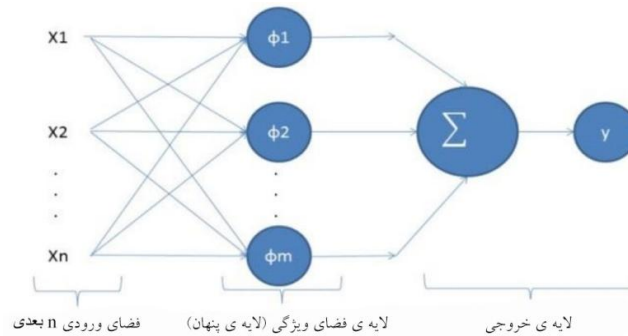 X1 ϕ1
X2 ϕ2 ∑ y
Xn ϕm
فضای ورودی n بعدی
لایه ی فضای ویژگی (لایه ی پنهان)
لایه ی خروجی